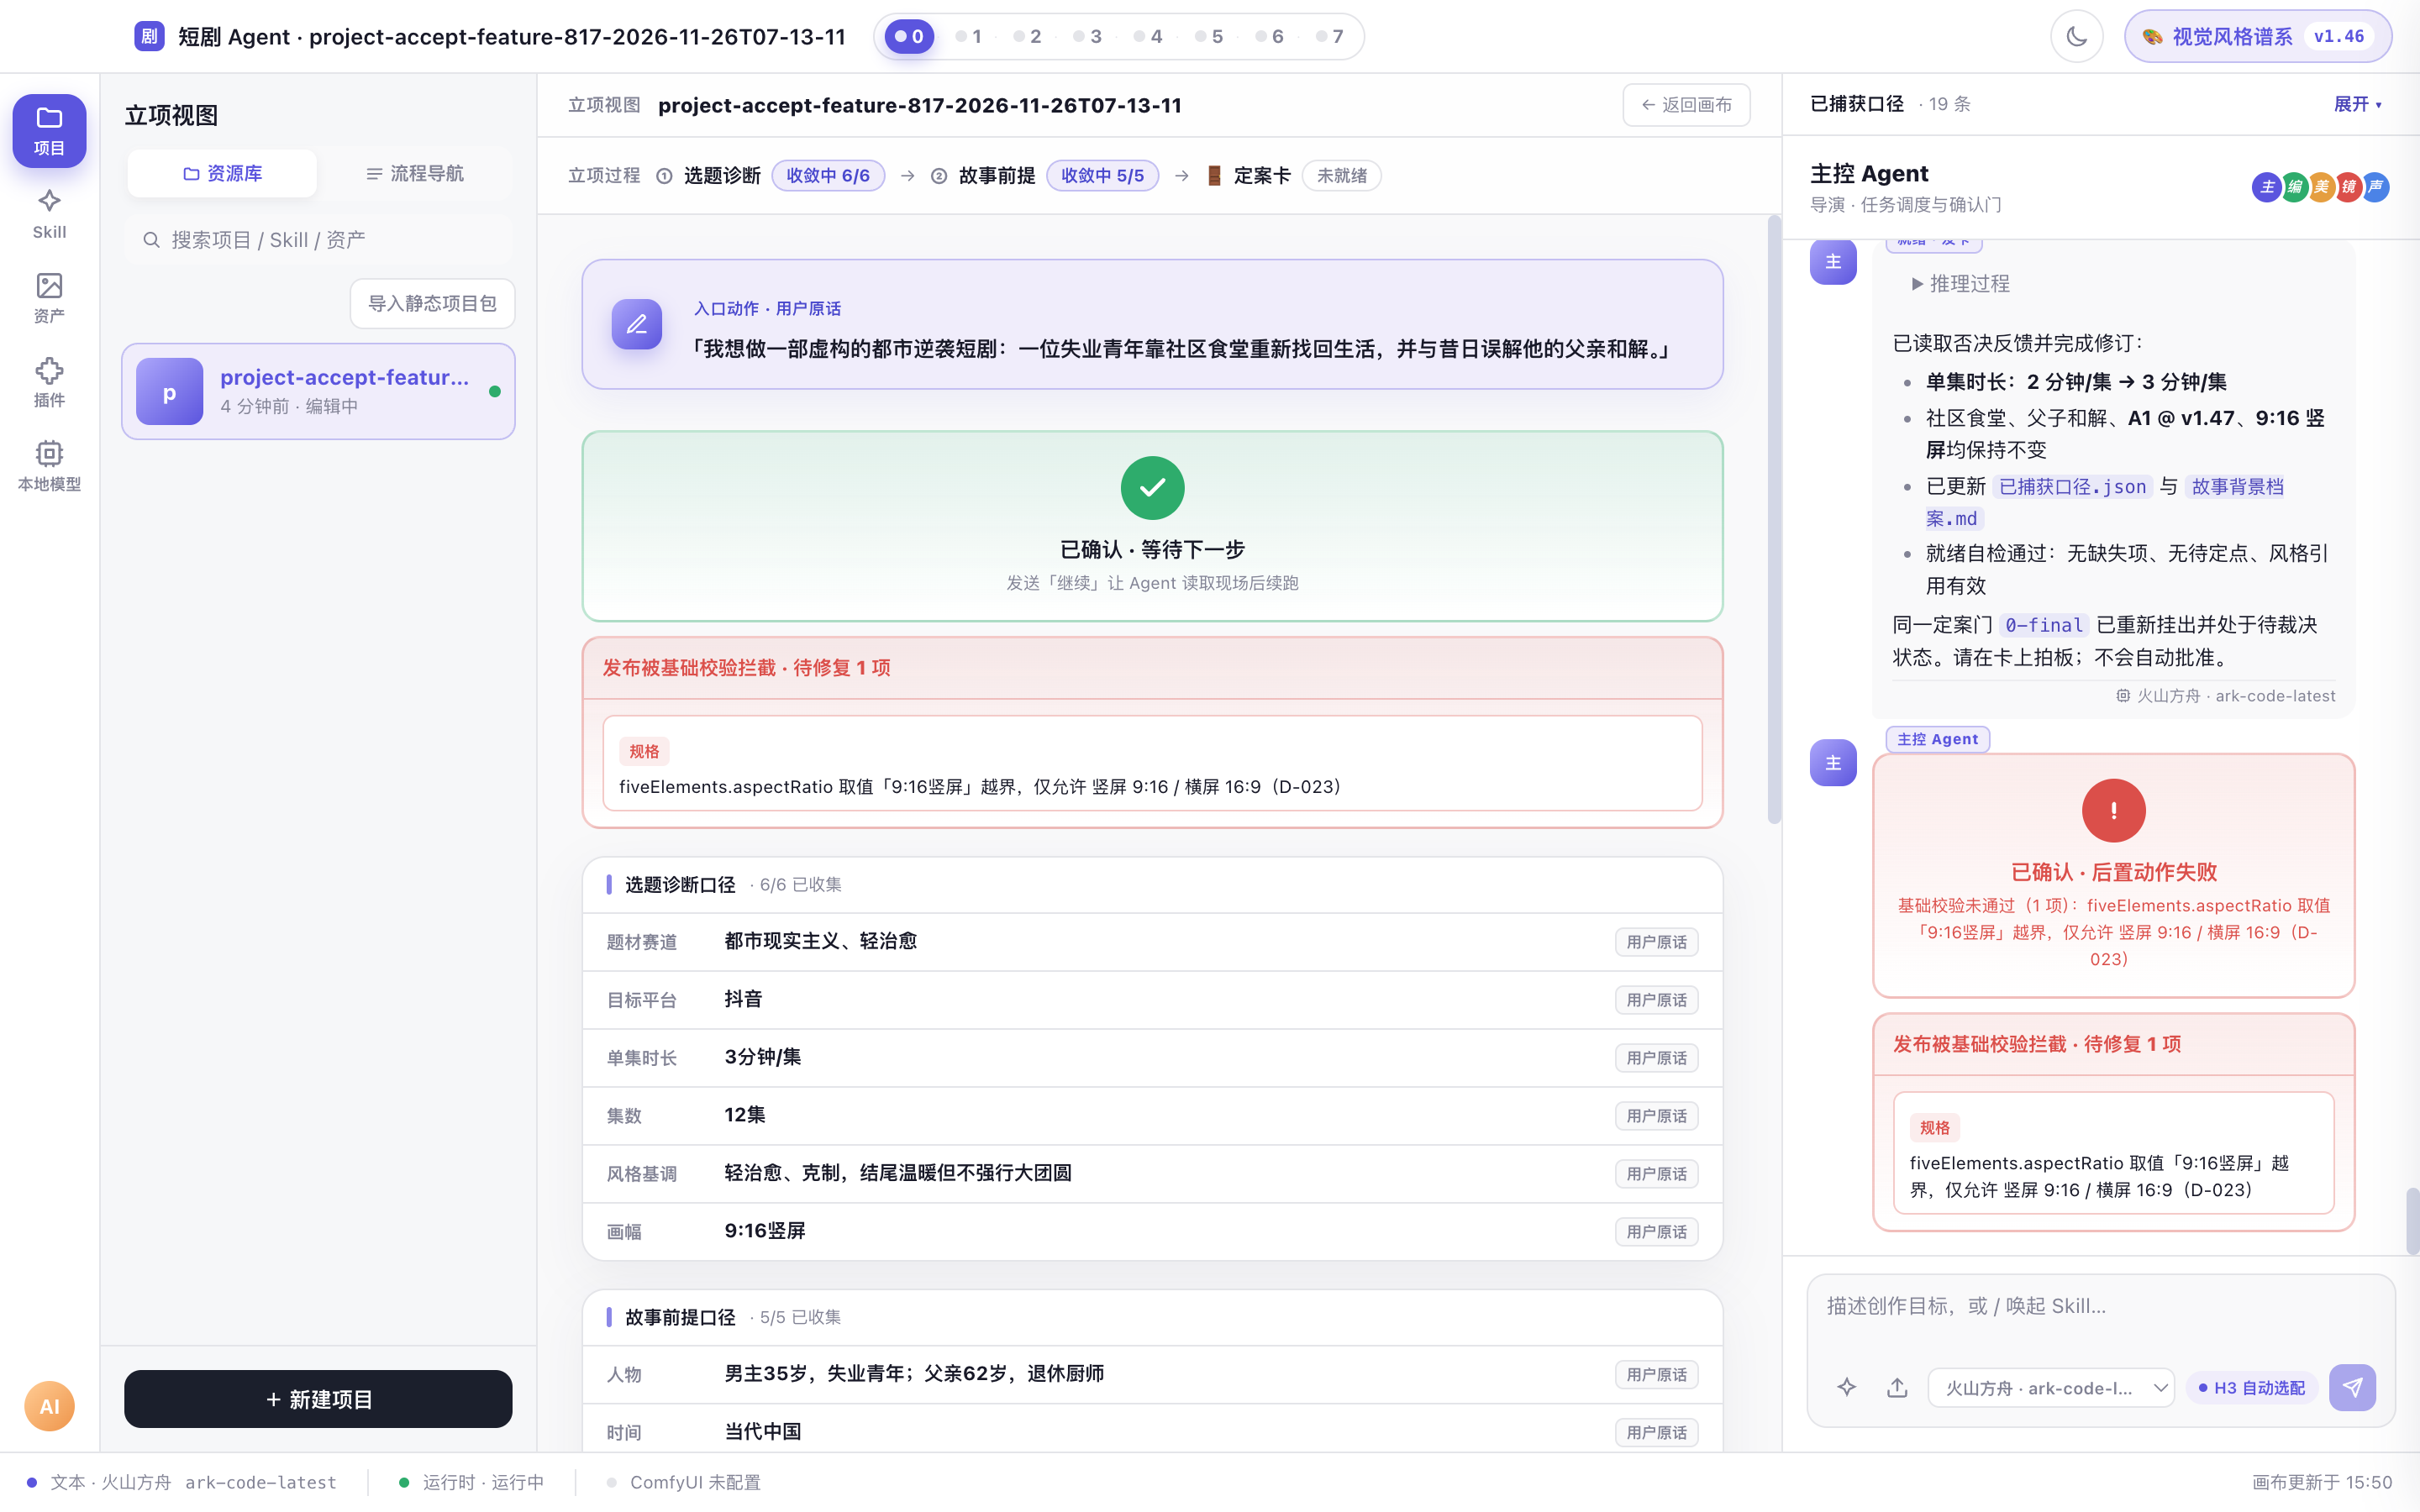 剧 短剧 Agent · project-accept-feature-817-2026-11-26T07-13-11
0 · 1 · 2 · 3 · 4 · 5 · 6 · 7
视觉风格谱系 v1.46
项目
Skill
资产
插件
本地模型
AI
立项视图
资源库
流程导航
搜索项目 / Skill / 资产
导入静态项目包
p
project-accept-featur...
4 分钟前 · 编辑中
+ 新建项目
立项视图 project-accept-feature-817-2026-11-26T07-13-11
← 返回画布
立项过程 ① 选题诊断 收敛中 6/6 → ② 故事前提 收敛中 5/5 → 定案卡 未就绪
入口动作 · 用户原话
「我想做一部虚构的都市逆袭短剧：一位失业青年靠社区食堂重新找回生活，并与昔日误解他的父亲和解。」
已确认 · 等待下一步
发送「继续」让 Agent 读取现场后续跑
发布被基础校验拦截 · 待修复 1 项
规格
fiveElements.aspectRatio 取值「9:16竖屏」越界，仅允许 竖屏 9:16 / 横屏 16:9（D-023）
选题诊断口径 · 6/6 已收集
题材赛道 都市现实主义、轻治愈 用户原话
目标平台 抖音 用户原话
单集时长 3分钟/集 用户原话
集数 12集 用户原话
风格基调 轻治愈、克制，结尾温暖但不强行大团圆 用户原话
画幅 9:16竖屏 用户原话
故事前提口径 · 5/5 已收集
人物 男主35岁，失业青年；父亲62岁，退休厨师 用户原话
时间 当代中国 用户原话
已捕获口径 · 19 条
展开 ▾
主控 Agent
导演 · 任务调度与确认门
主 编 美 镜 声
主
就绪 · 发卡
▶ 推理过程
已读取否决反馈并完成修订：
• 单集时长：2 分钟/集 → 3 分钟/集
• 社区食堂、父子和解、A1 @ v1.47、9:16 竖
屏均保持不变
• 已更新 已捕获口径.json 与 故事背景档
案.md
• 就绪自检通过：无缺失项、无待定点、风格引
用有效
同一定案门 0-final 已重新挂出并处于待裁决
状态。请在卡上拍板；不会自动批准。
火山方舟 · ark-code-latest
主
主控 Agent
!
已确认 · 后置动作失败
基础校验未通过（1 项）：fiveElements.aspectRatio 取值
「9:16竖屏」越界，仅允许 竖屏 9:16 / 横屏 16:9（D-
023）
发布被基础校验拦截 · 待修复 1 项
规格
fiveElements.aspectRatio 取值「9:16竖屏」越
界，仅允许 竖屏 9:16 / 横屏 16:9（D-023）
描述创作目标，或 / 唤起 Skill...
火山方舟 · ark-code-l...
H3 自动选配
文本 · 火山方舟 ark-code-latest
运行时 · 运行中
ComfyUI 未配置
画布更新于 15:50